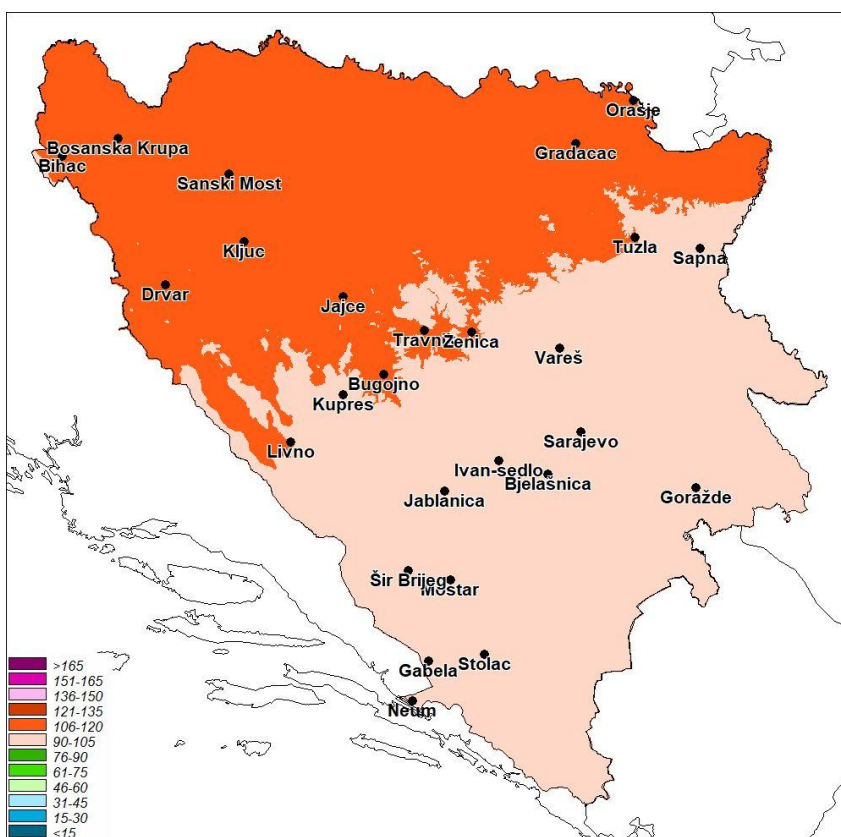 Orašje
Bosanska Krupa
Gradacac
Bihac
Sanski Most
Kljuc
Tuzla
Sapna
Drvar
Jajce
Travni
Zenica
Vareš
Bugojno
Kupres
Sarajevo
Livno
Ivan-sedlo
Bjelašnica
Jablanica
Goražde
Šir Brijeg
Mostar
Gabela
Stolac
Neum
>165
151-165
136-150
121-135
106-120
90-105
76-90
61-75
46-60
31-45
15-30
<15